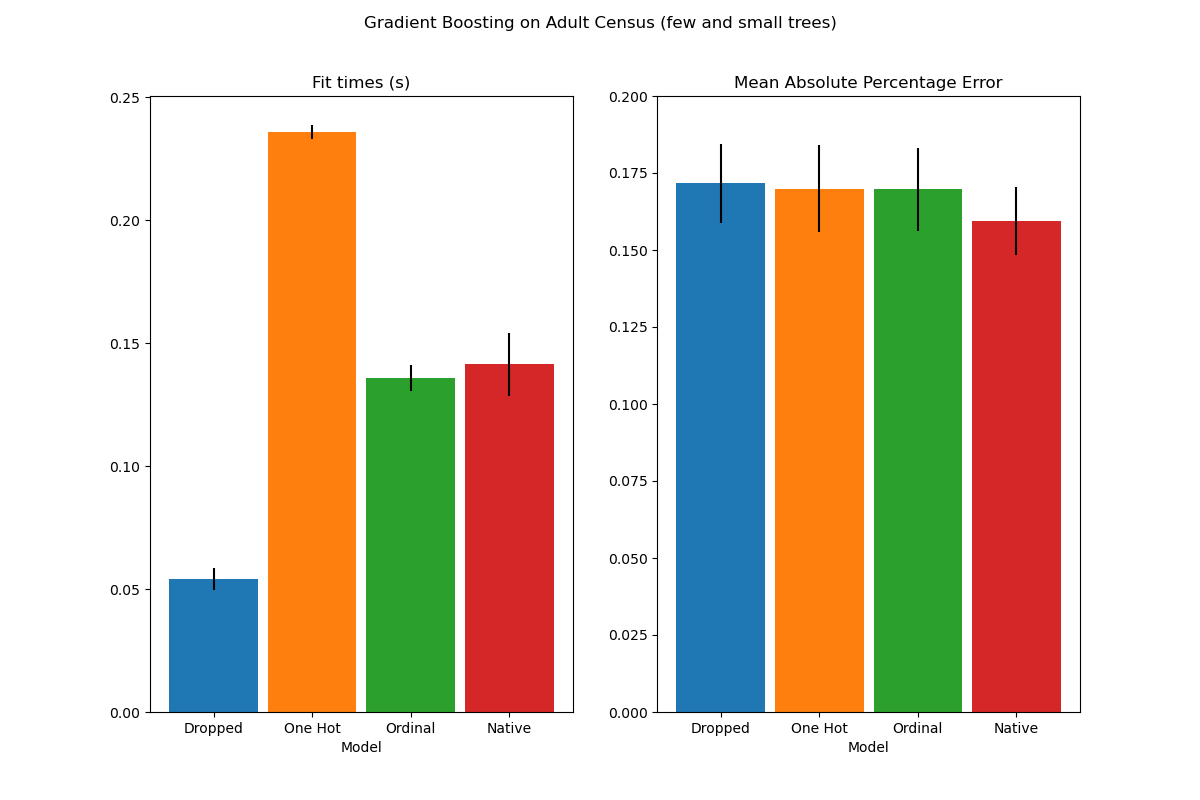 Gradient Boosting on Adult Census (few and small trees)
Fit times (s)
0.25
0.20
0.15
0.10
0.05
0.00
Dropped One Hot Ordinal Native
Model
Mean Absolute Percentage Error
0.200
0.175
0.150
0.125
0.100
0.075
0.050
0.025
0.000
Dropped One Hot Ordinal Native
Model